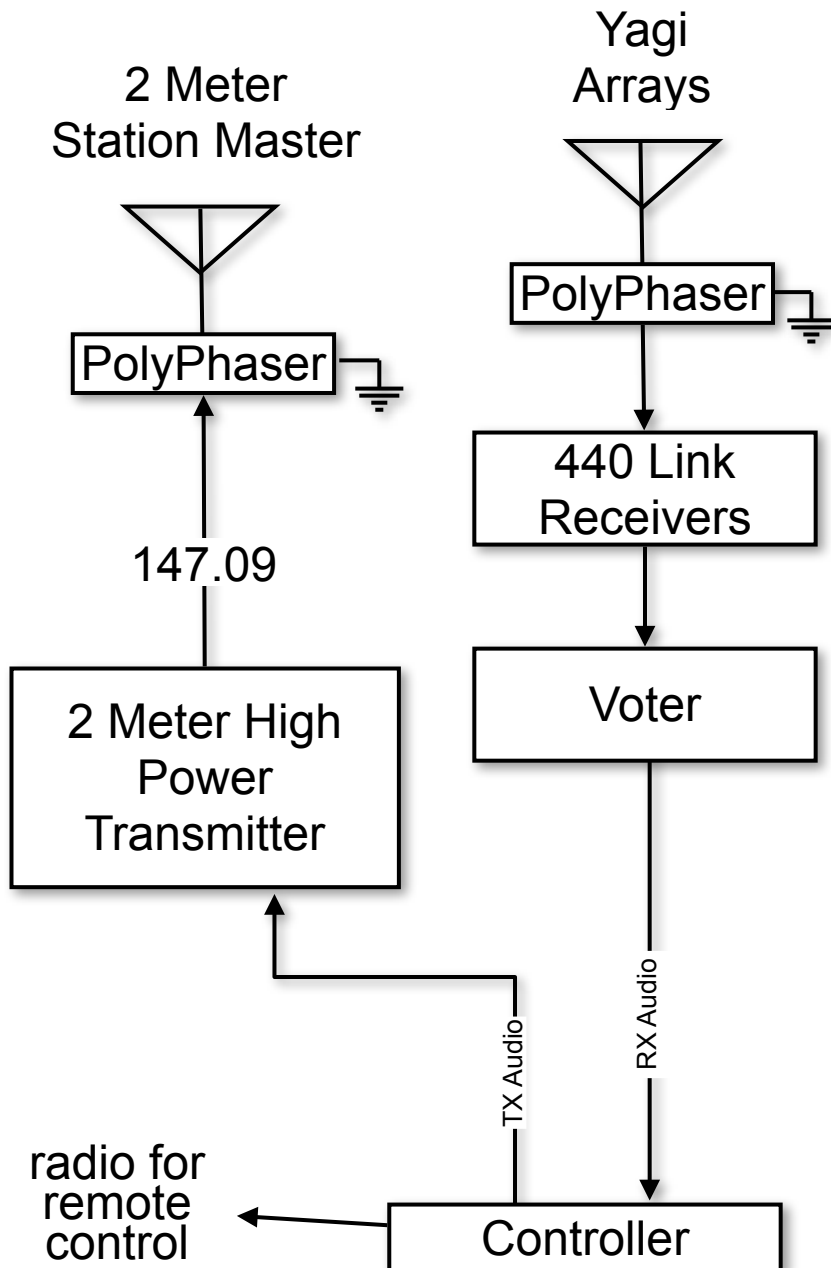 2 Meter
Station Master
Yagi
Arrays
PolyPhaser
PolyPhaser
147.09
440 Link
Receivers
2 Meter High
Power
Transmitter
Voter
TX Audio
RX Audio
radio for
remote
control
Controller